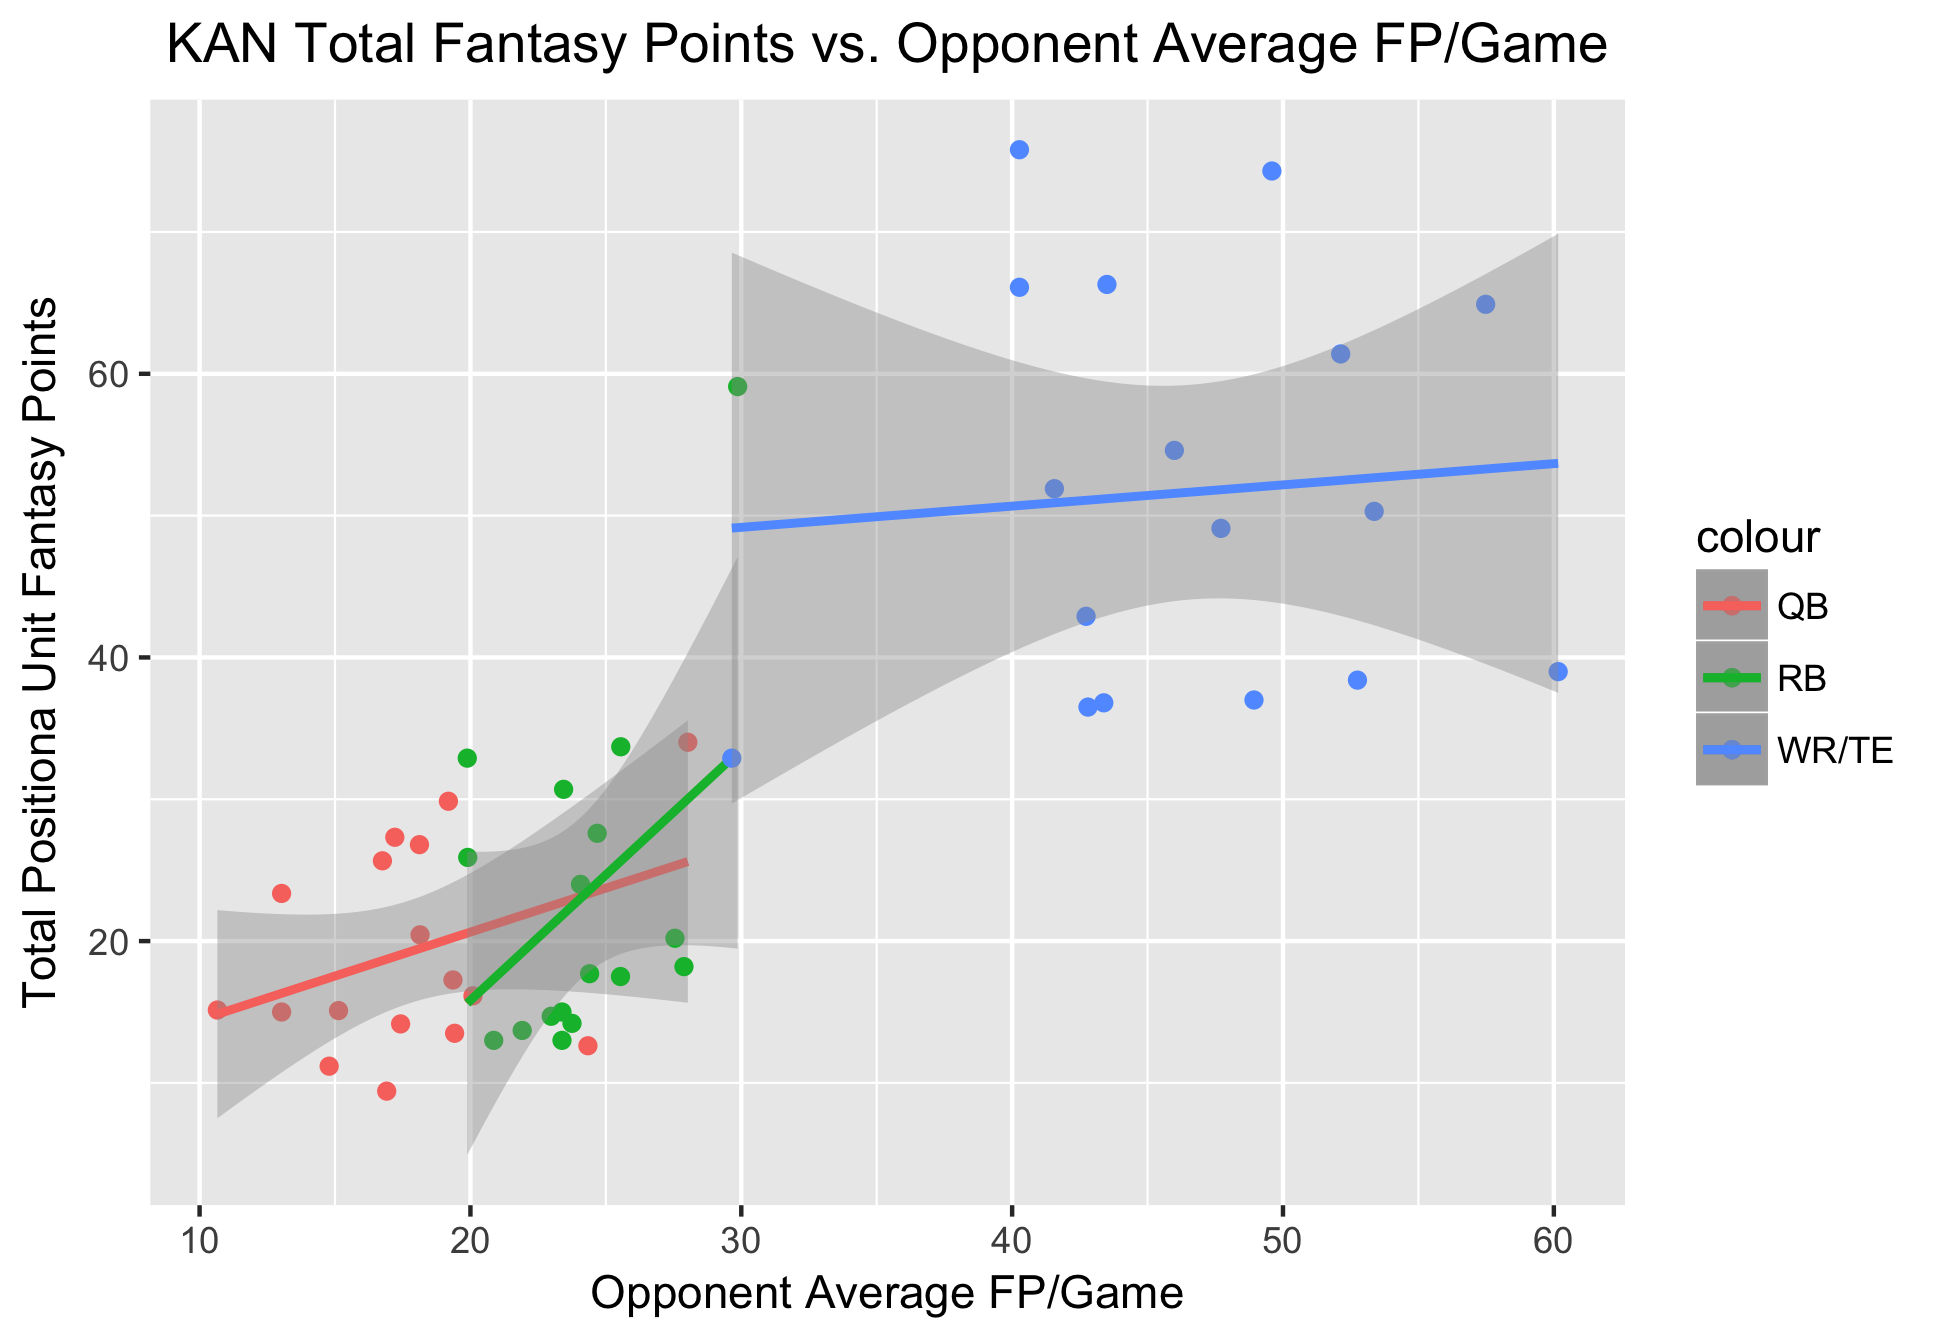 KAN Total Fantasy Points vs. Opponent Average FP/Game
Total Positiona Unit Fantasy Points
60
40
20
10 20 30 40 50 60
Opponent Average FP/Game
colour
QB
RB
WR/TE